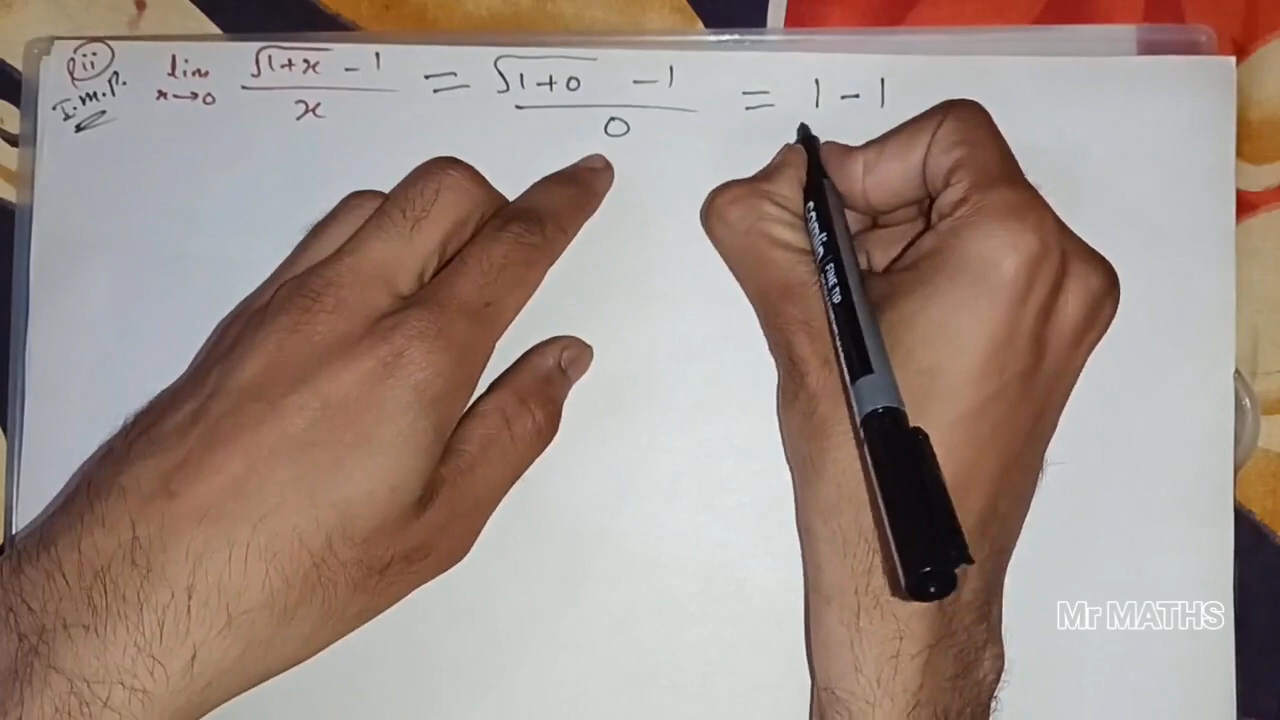 ii lim x→0 √1+x - 1 / x = √1+0 - 1 / 0 = 1 - 1
I.M.P.
camlin FINE TIP
Mr MATHS